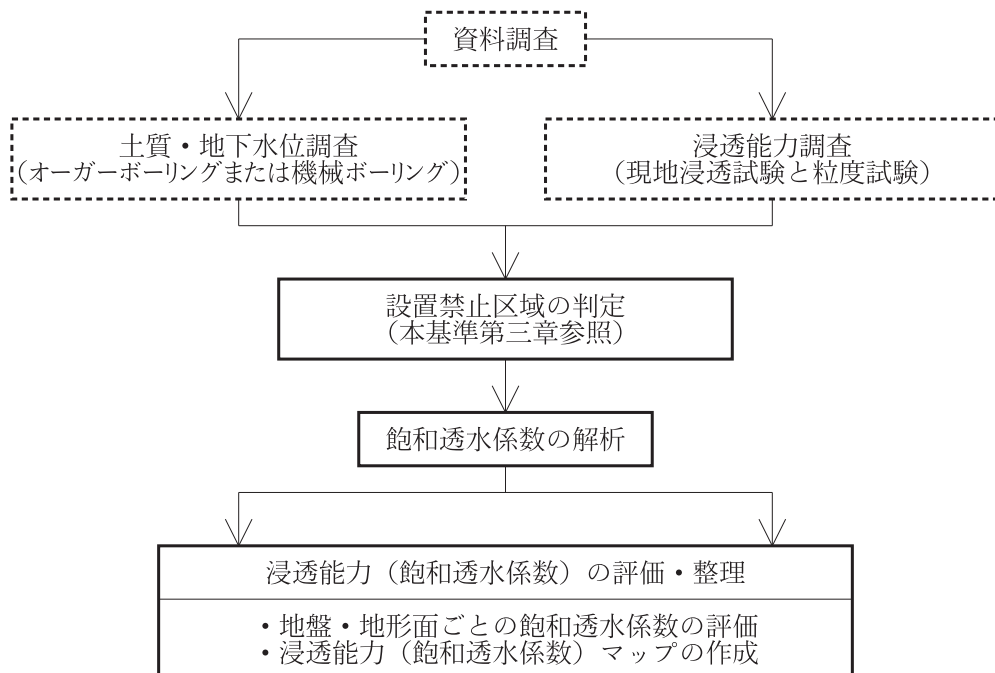 資料調査
土質・地下水位調査
（オーガーボーリングまたは機械ボーリング）
浸透能力調査
（現地浸透試験と粒度試験）
設置禁止区域の判定
（本基準第三章参照）
飽和透水係数の解析
浸透能力（飽和透水係数）の評価・整理
・地盤・地形面ごとの飽和透水係数の評価
・浸透能力（飽和透水係数）マップの作成